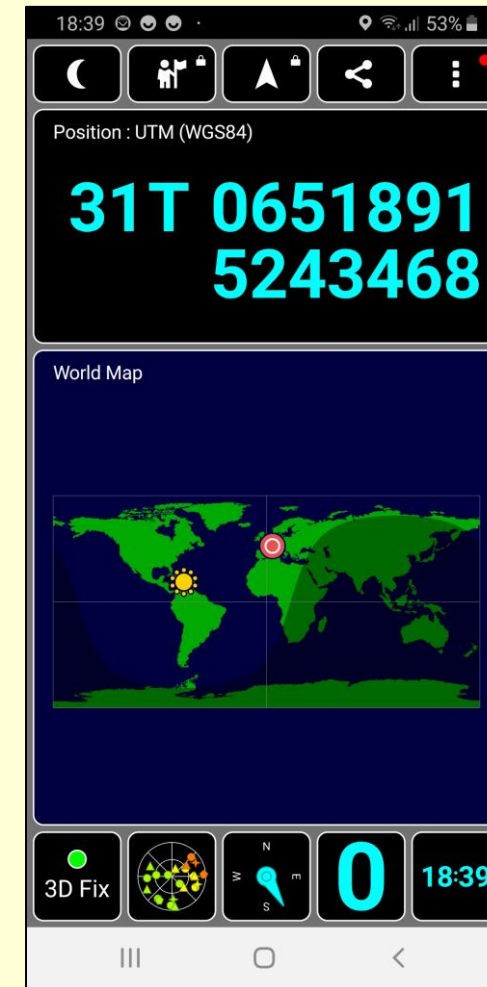 18:39 53%
Position : UTM (WGS84)
31T 0651891
5243468
World Map
3D Fix
N
W E
S
0
18:39